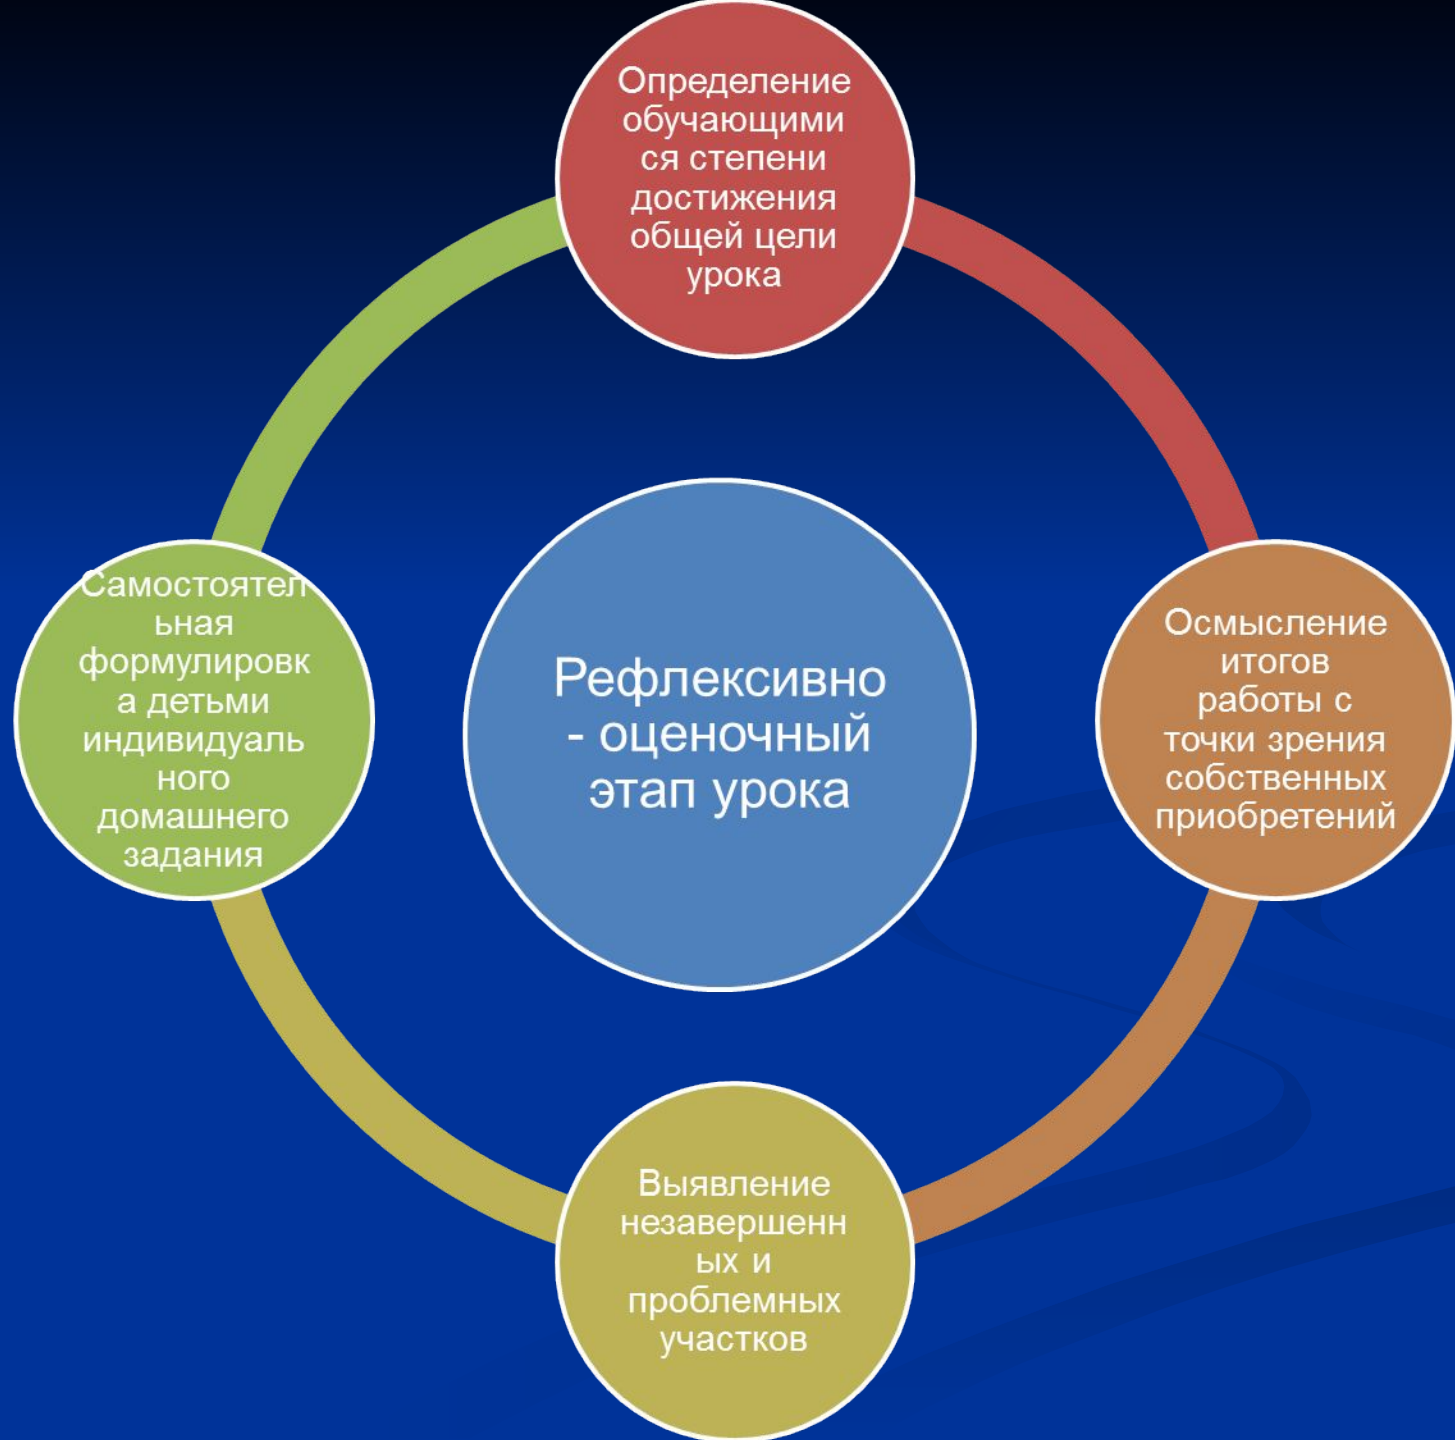 Определение
обучающими
ся степени
достижения
общей цели
урока
Самостоятел
ьная
формулировк
а детьми
индивидуаль
ного
домашнего
задания
Рефлексивно
- оценочный
этап урока
Осмысление
итогов
работы с
точки зрения
собственных
приобретений
Выявление
незавершенн
ых и
проблемных
участков